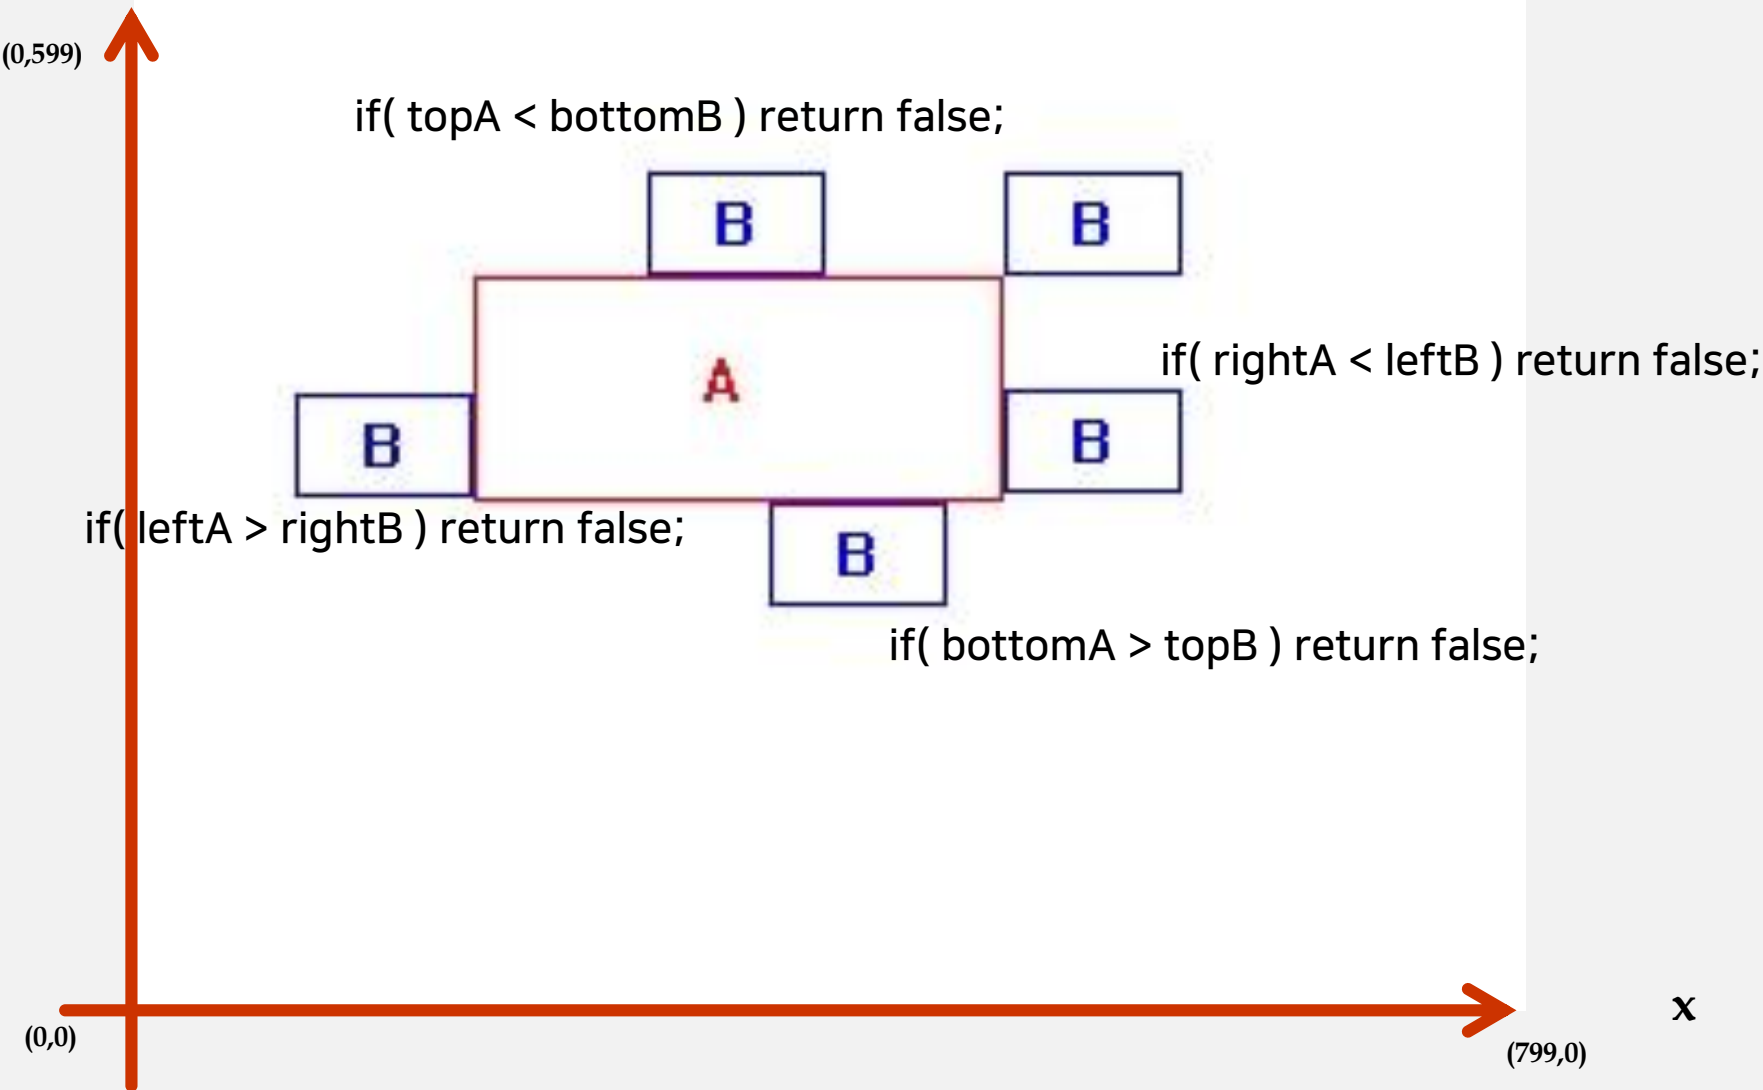 (0,599)
if( topA < bottomB ) return false;
B
B
A
if( rightA < leftB ) return false;
B
B
if( leftA > rightB ) return false;
B
if( bottomA > topB ) return false;
x
(0,0)
(799,0)